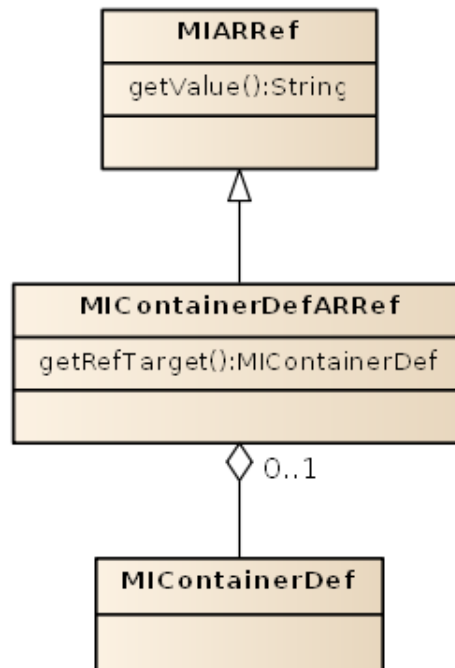 MIARRef
getValue():String
MIContainerDefARRef
getRefTarget():MIContainerDef
0..1
MIContainerDef